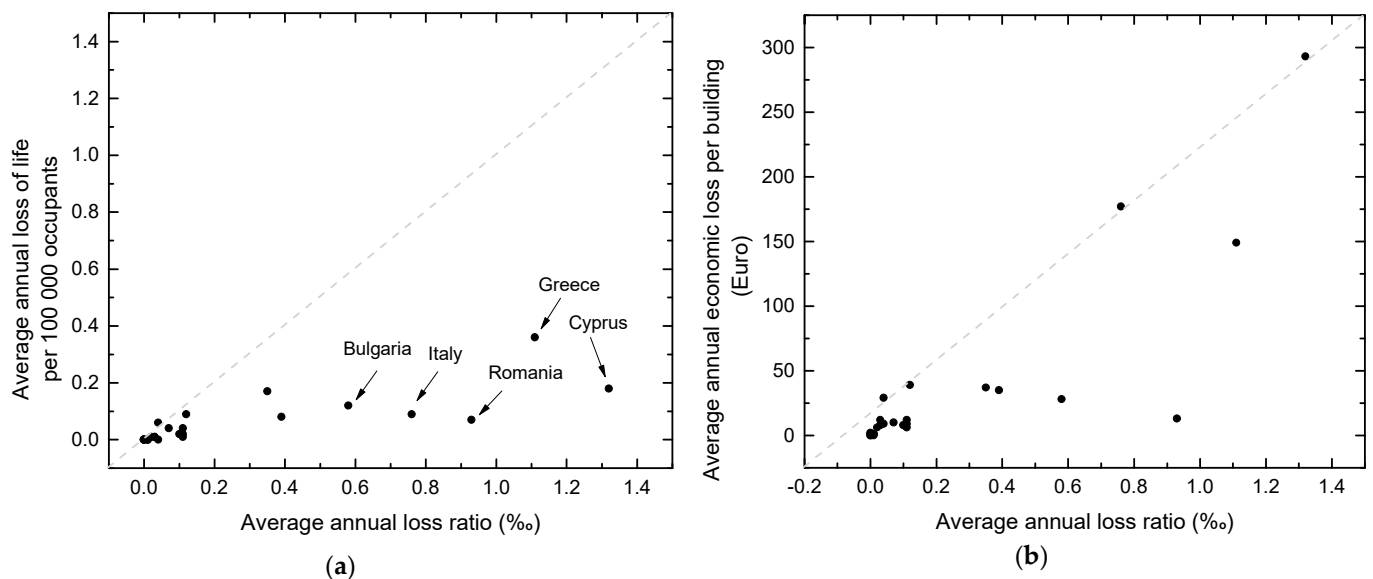 Average annual loss of life
per 100 000 occupants
1.4
1.2
1.0
0.8
0.6
0.4
0.2
0.0
Greece
Cyprus
Bulgaria
Italy
Romania
0.0 0.2 0.4 0.6 0.8 1.0 1.2 1.4
Average annual loss ratio (‰)
(a)
Average annual economic loss per building
(Euro)
300
250
200
150
100
50
0
-0.2 0.0 0.2 0.4 0.6 0.8 1.0 1.2 1.4
Average annual loss ratio (‰)
(b)